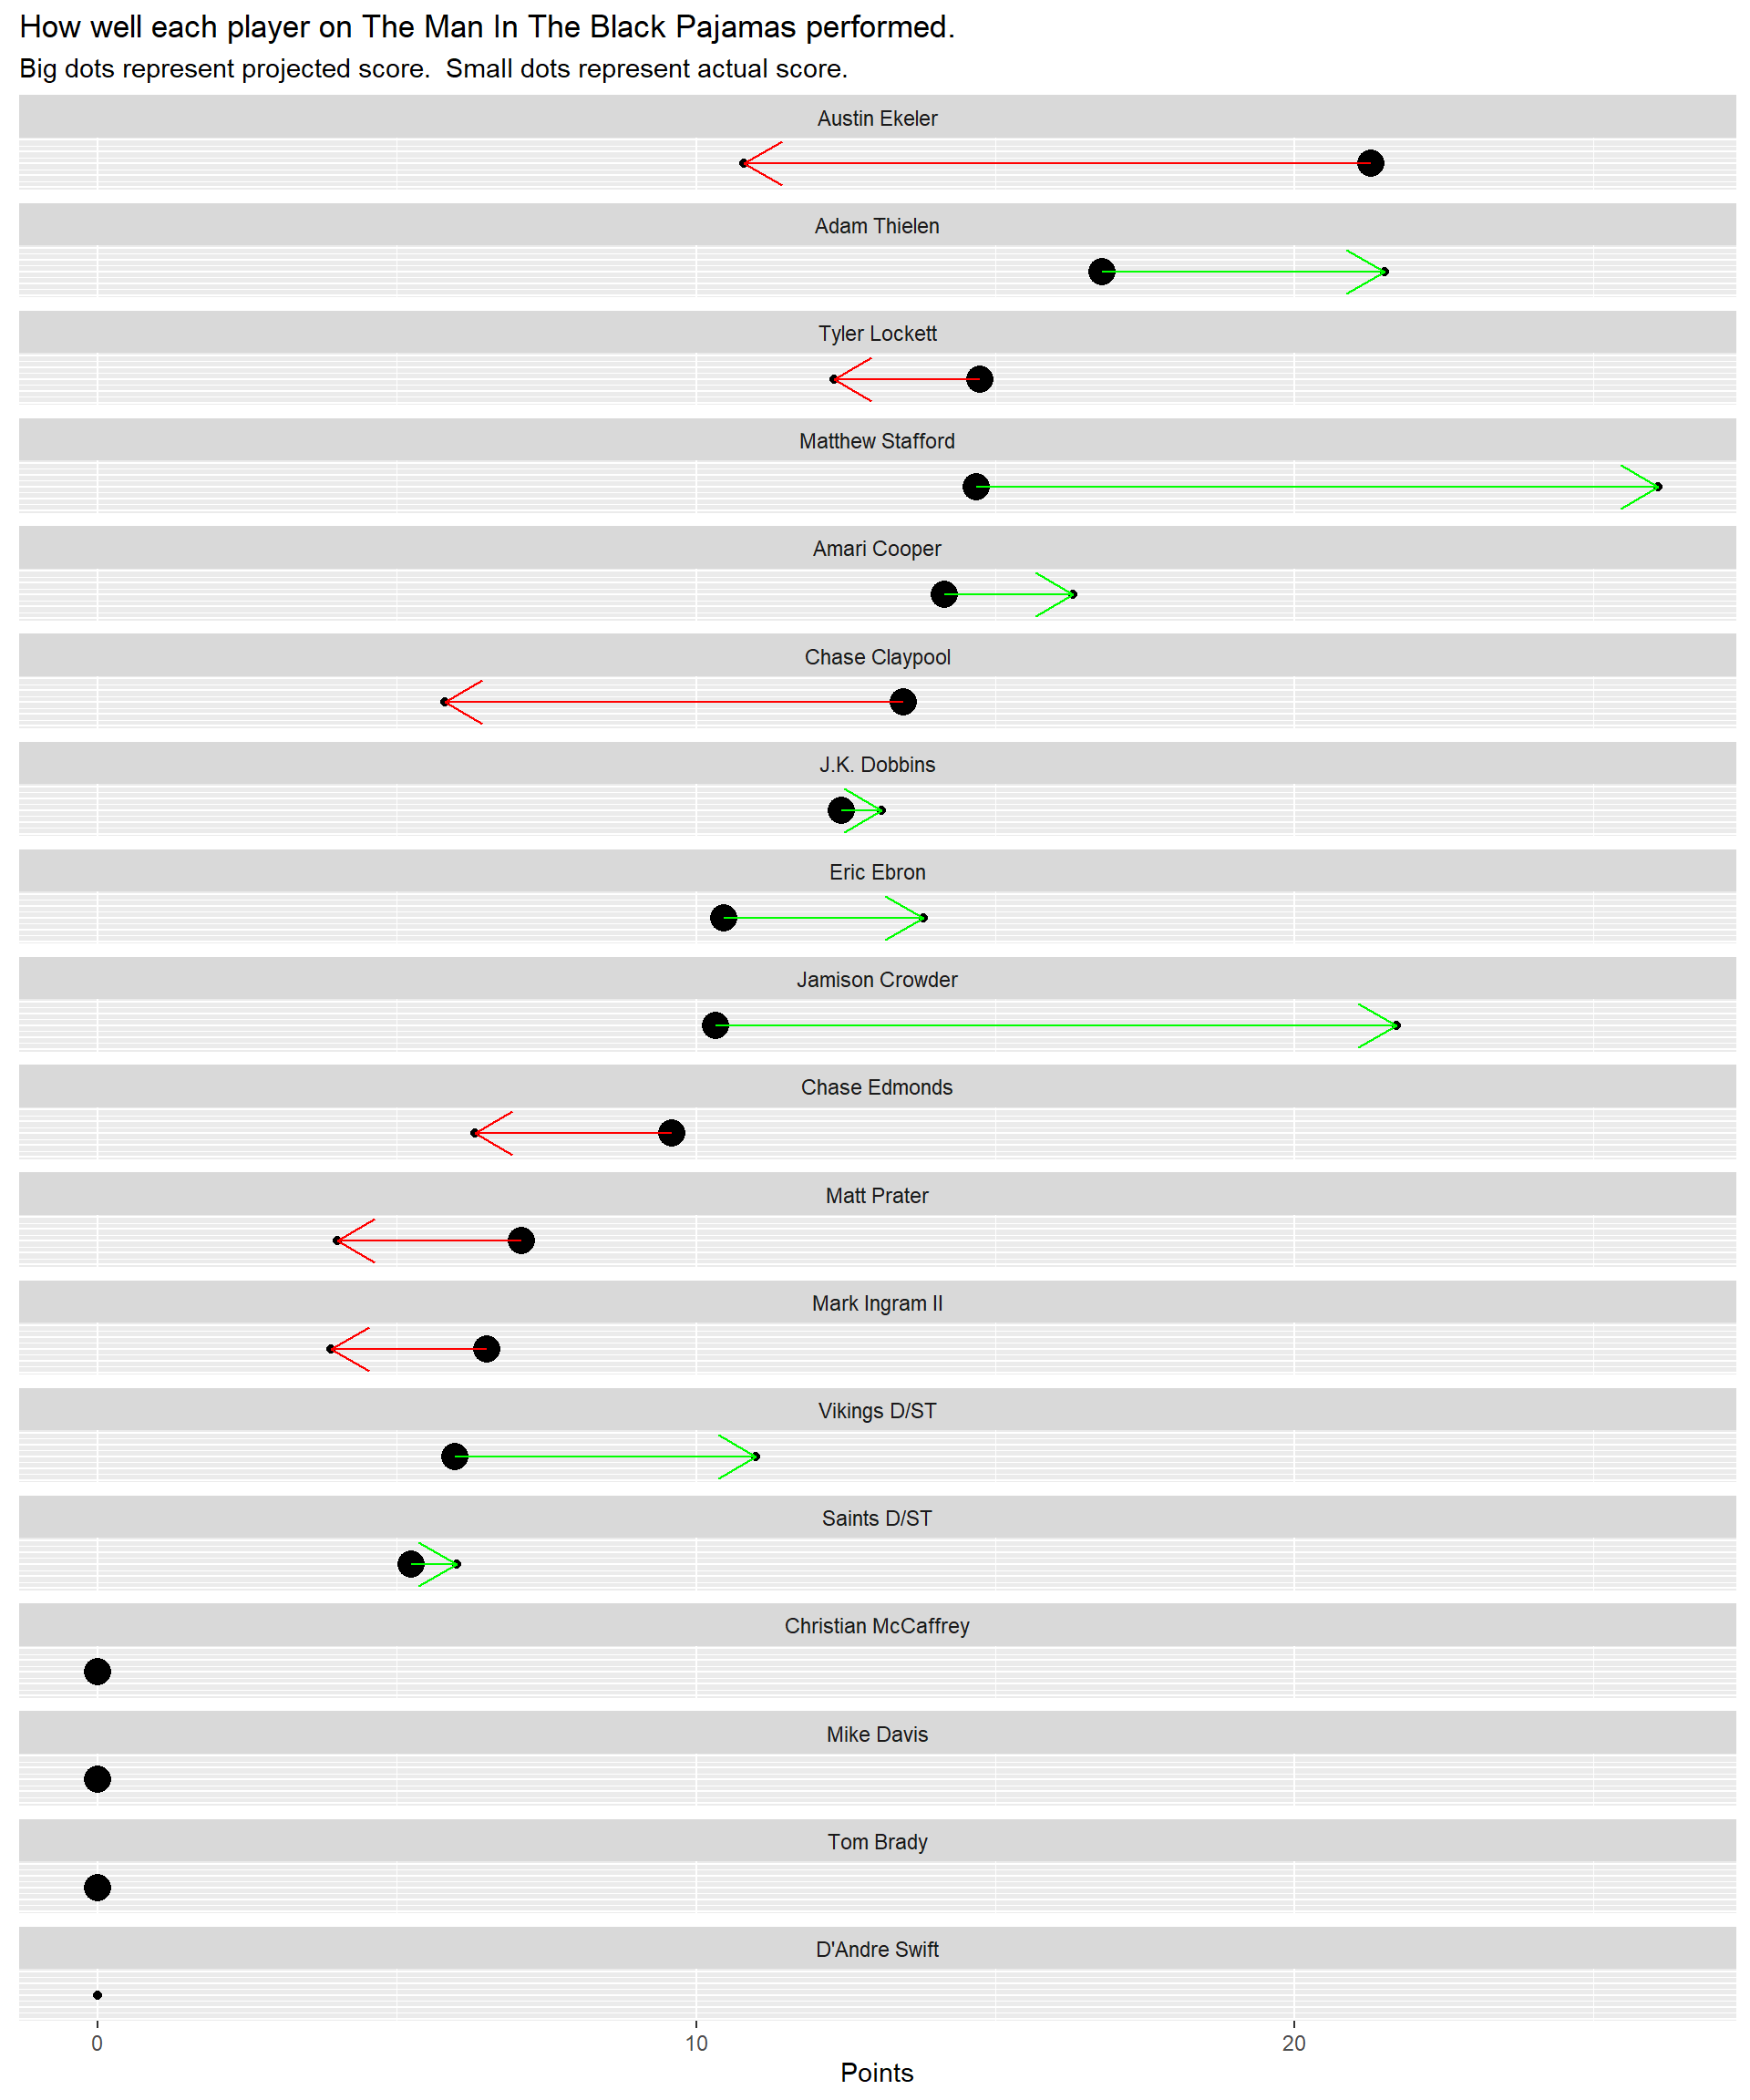 How well each player on The Man In The Black Pajamas performed.
Big dots represent projected score.  Small dots represent actual score.
Austin Ekeler
Adam Thielen
Tyler Lockett
Matthew Stafford
Amari Cooper
Chase Claypool
J.K. Dobbins
Eric Ebron
Jamison Crowder
Chase Edmonds
Matt Prater
Mark Ingram II
Vikings D/ST
Saints D/ST
Christian McCaffrey
Mike Davis
Tom Brady
D'Andre Swift
0 10 20
Points